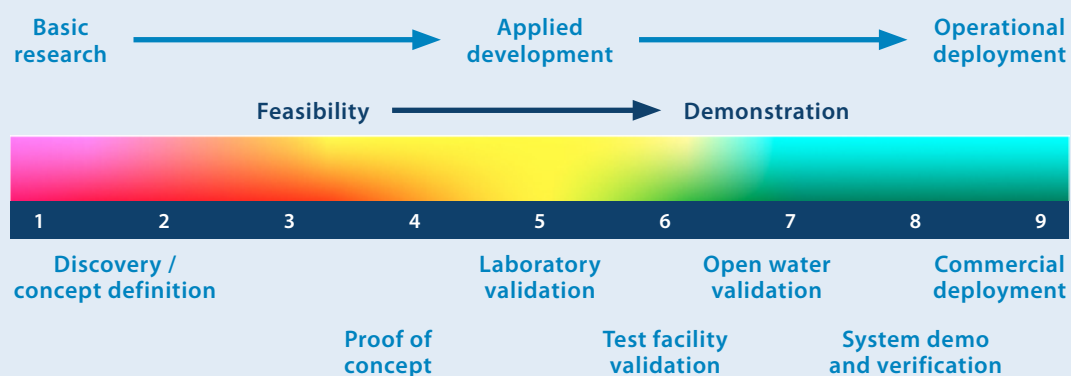 Basic
research
Applied
development
Operational
deployment
Feasibility
Demonstration
1 2 3 4 5 6 7 8 9
Discovery /
concept definition
Laboratory
validation
Open water
validation
Commercial
deployment
Proof of
concept
Test facility
validation
System demo
and verification